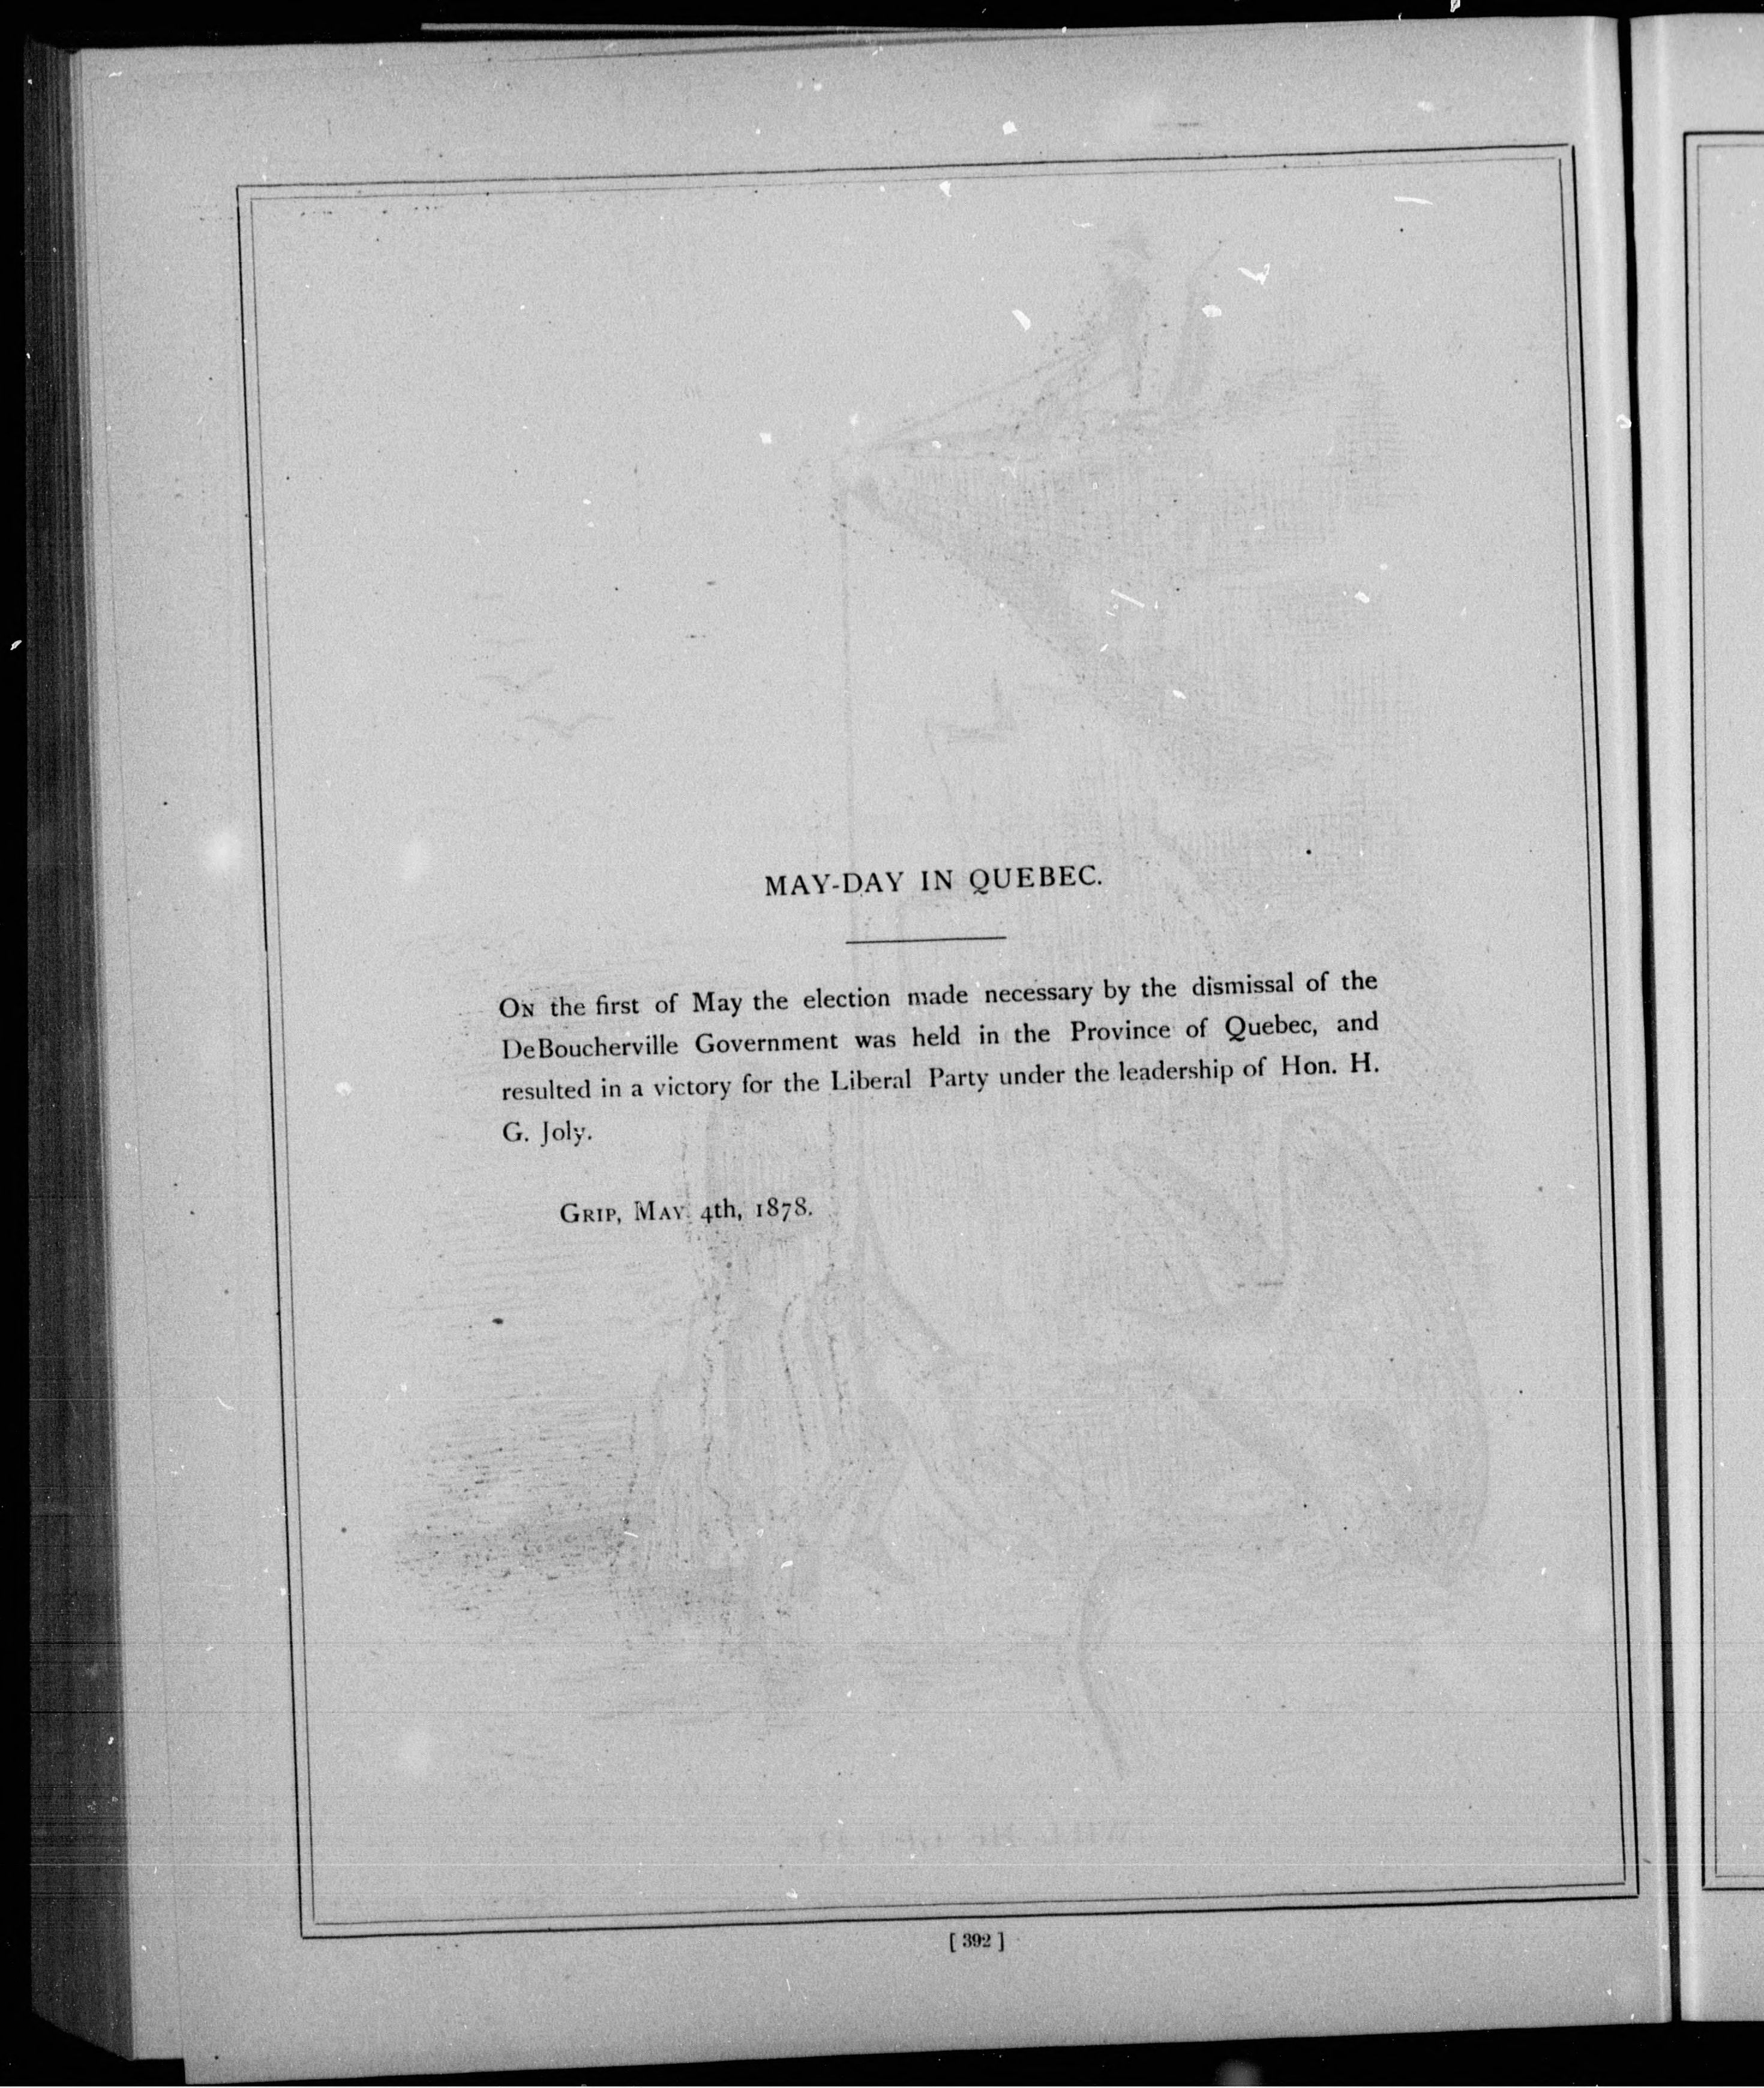 MAY-DAY IN QUEBEC.
ON the first of May the election made necessary by the dismissal of the
DeBoucherville Government was held in the Province of Quebec, and
resulted in a victory for the Liberal Party under the leadership of Hon. H.
G. Joly.
GRIP, MAY 4th, 1878.
[ 392 ]